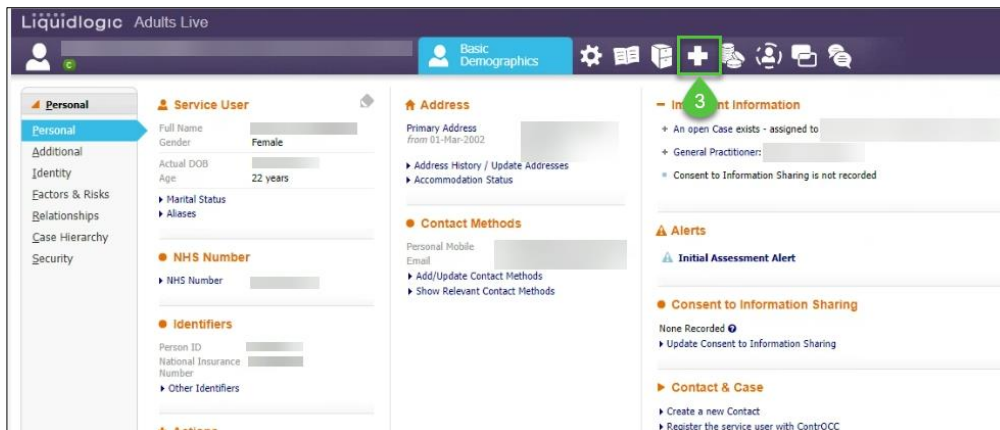 Liquidlogic Adults Live
C
Basic
Demographics
3
Personal
Personal
Additional
Identity
Factors & Risks
Relationships
Case Hierarchy
Security
Service User
Full Name
Gender Female
Actual DOB
Age 22 years
Marital Status
Aliases
NHS Number
NHS Number
Identifiers
Person ID
National Insurance
Number
Other Identifiers
Address
Primary Address
from 01-Mar-2002
Address History / Update Addresses
Accommodation Status
Contact Methods
Personal Mobile
Email
Add/Update Contact Methods
Show Relevant Contact Methods
Information
An open Case exists - assigned to
General Practitioner:
Consent to Information Sharing is not recorded
Alerts
Initial Assessment Alert
Consent to Information Sharing
None Recorded
Update Consent to Information Sharing
Contact & Case
Create a new Contact
Register the service user with ContrOCC